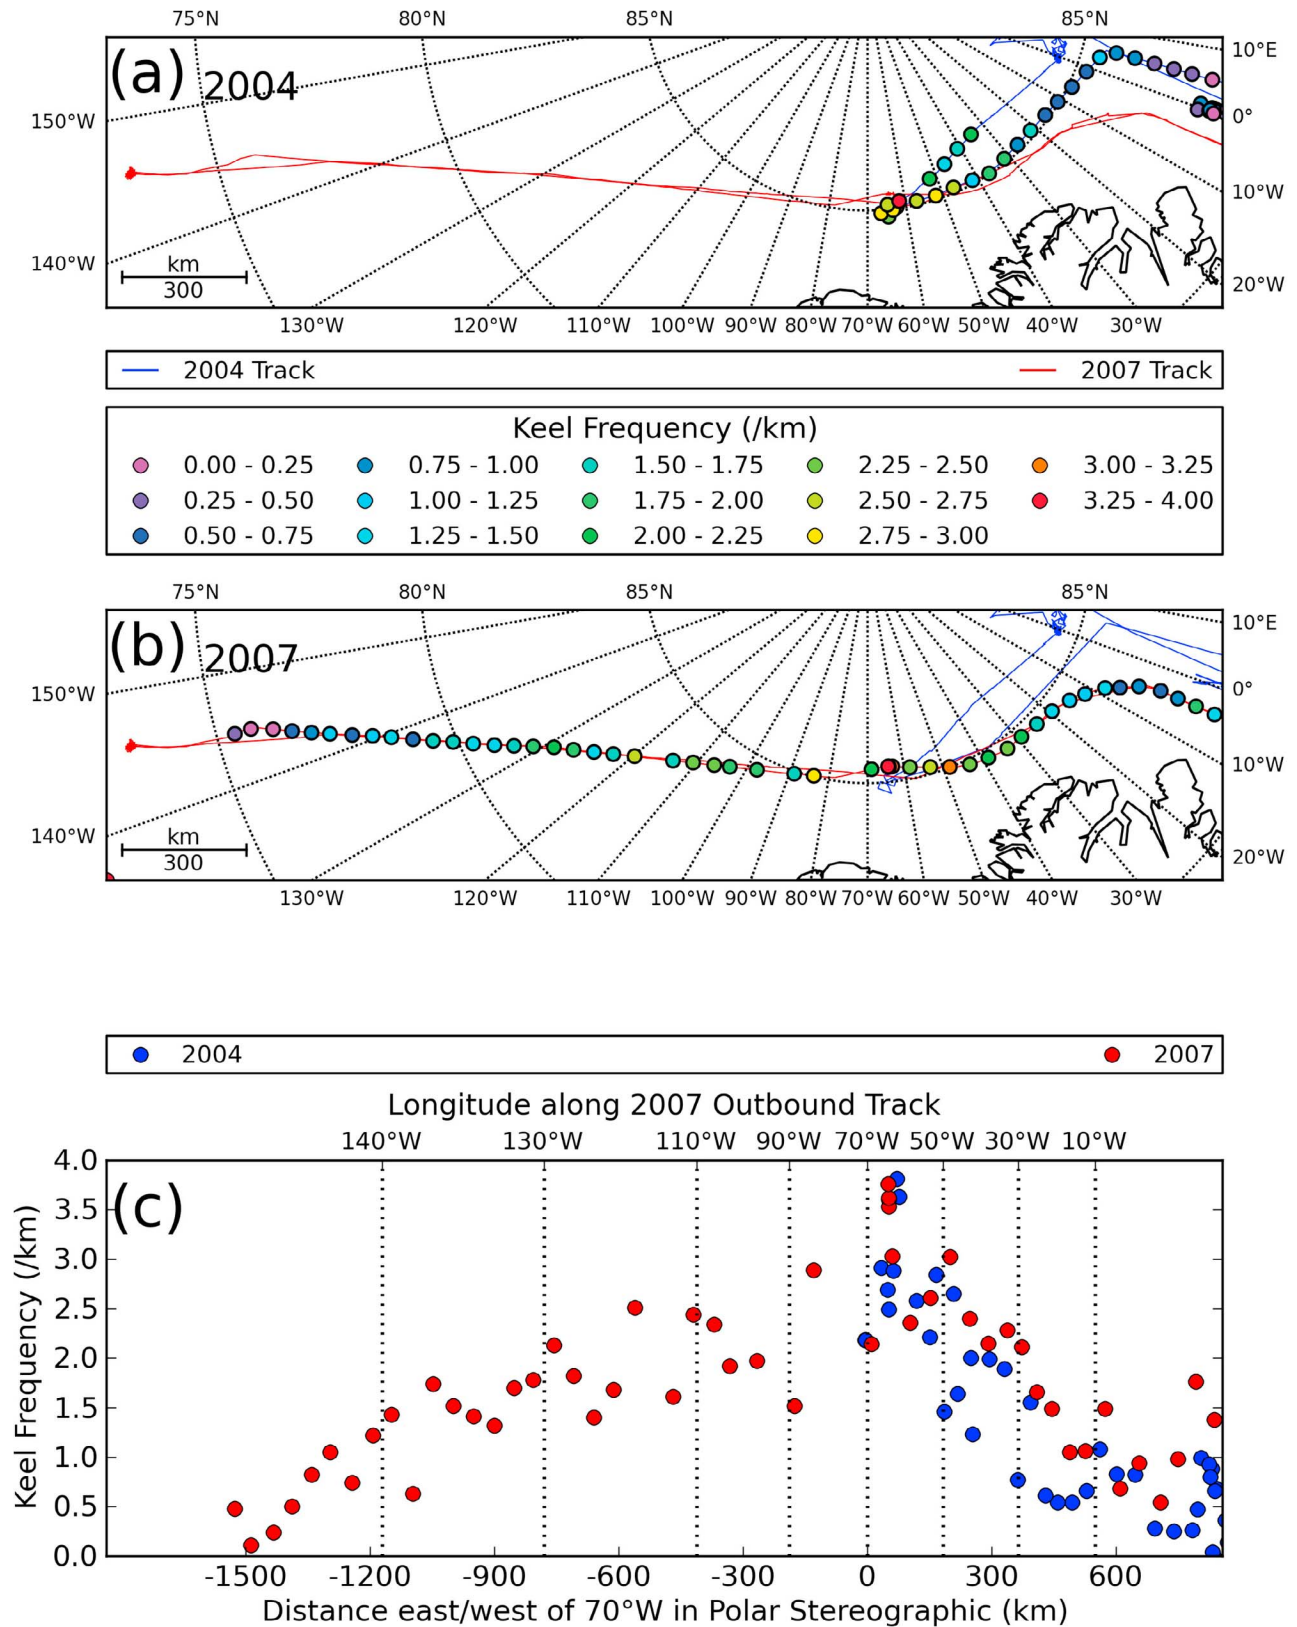 75°N 80°N 85°N 85°N
(a) 2004
10°E
150°W
0°
10°W
140°W
km
300
20°W
130°W 120°W 110°W 100°W 90°W 80°W 70°W 60°W 50°W 40°W 30°W
2004 Track 2007 Track
Keel Frequency (/km)
0.00 - 0.25 0.75 - 1.00 1.50 - 1.75 2.25 - 2.50 3.00 - 3.25
0.25 - 0.50 1.00 - 1.25 1.75 - 2.00 2.50 - 2.75 3.25 - 4.00
0.50 - 0.75 1.25 - 1.50 2.00 - 2.25 2.75 - 3.00
75°N 80°N 85°N 85°N
(b) 2007
10°E
150°W
0°
10°W
140°W
km
300
20°W
130°W 120°W 110°W 100°W 90°W 80°W 70°W 60°W 50°W 40°W 30°W
2004 2007
Longitude along 2007 Outbound Track
140°W 130°W 110°W 90°W 70°W 50°W 30°W 10°W
(c)
Keel Frequency (/km)
4.0
3.5
3.0
2.5
2.0
1.5
1.0
0.5
0.0
-1500 -1200 -900 -600 -300 0 300 600
Distance east/west of 70°W in Polar Stereographic (km)